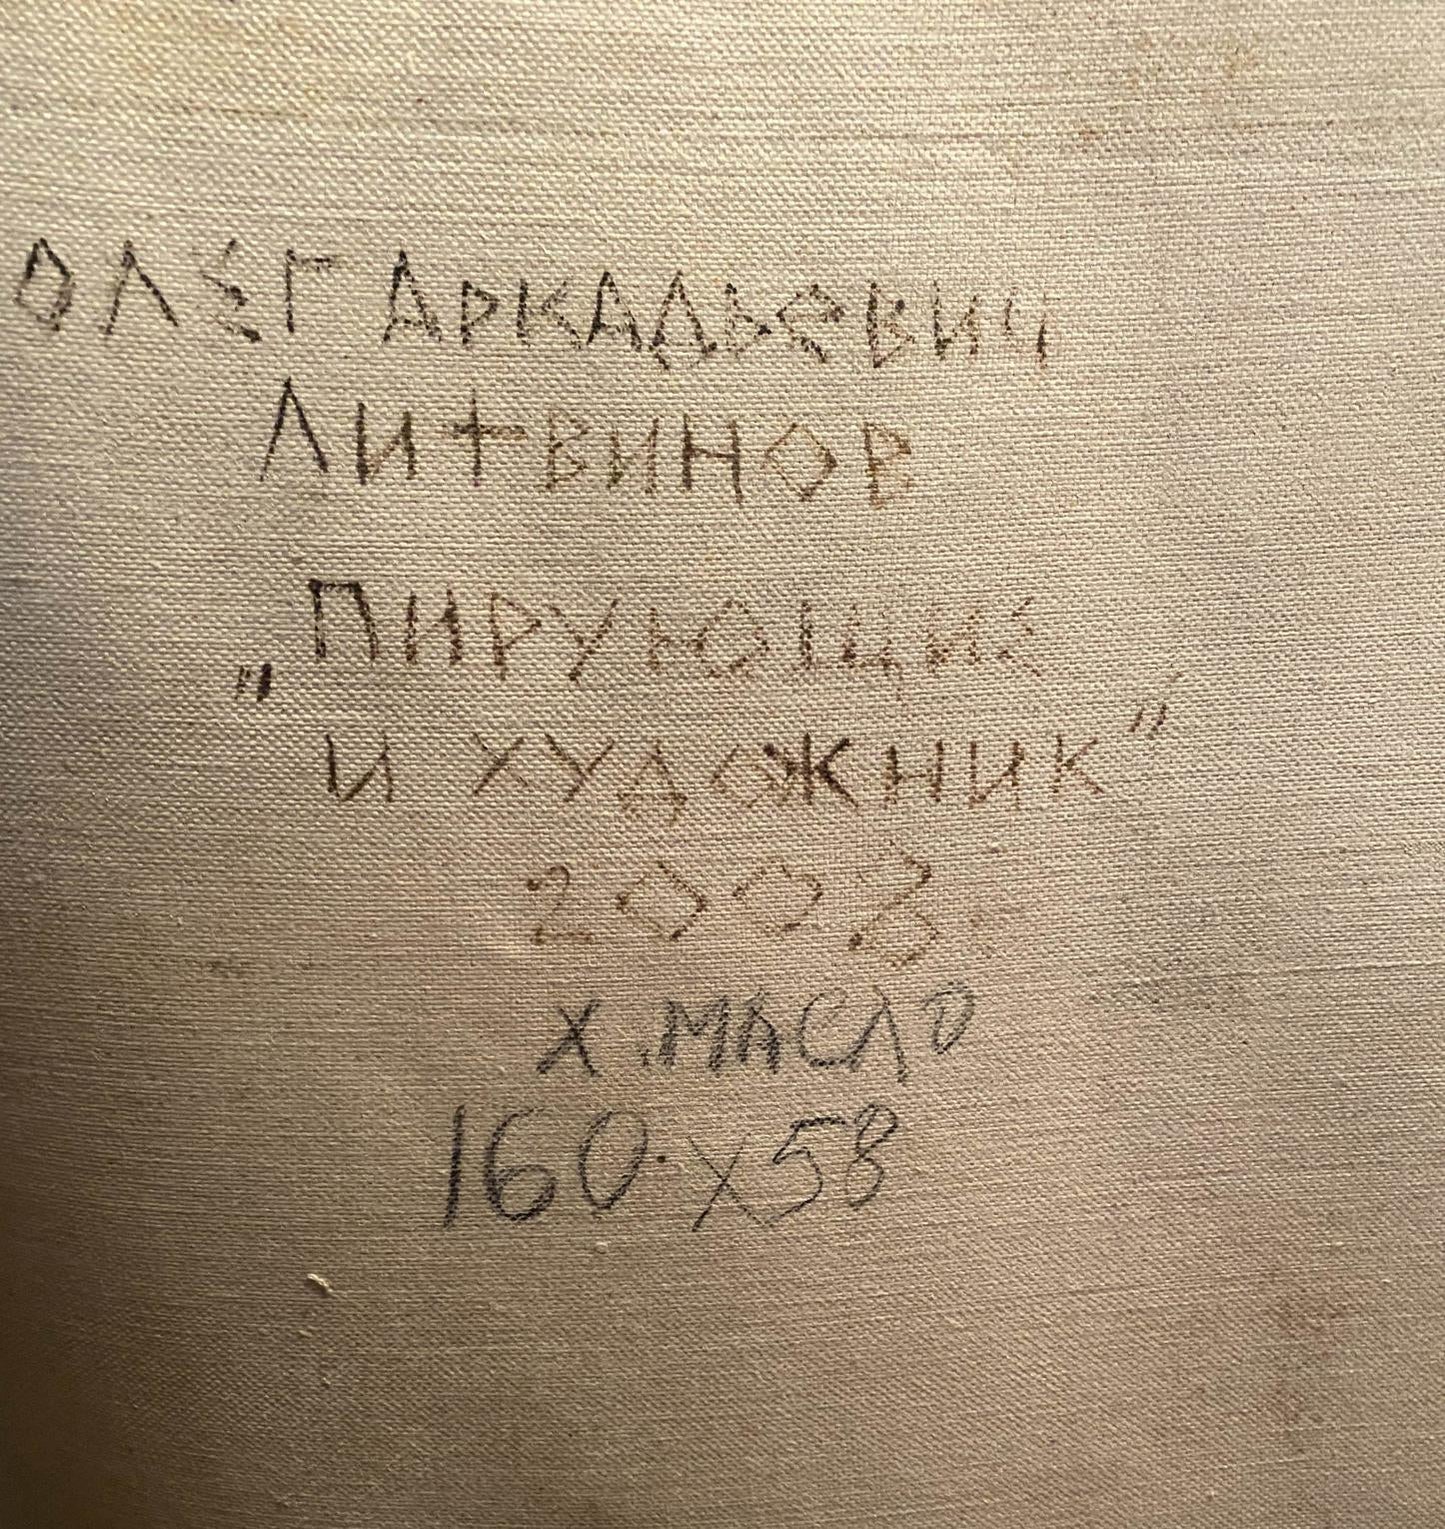 ОЛЕГ АРКАДЬЕВИЧ
ЛИТВИНОВ
„ПИРУЮЩИЕ
И ХУДОЖНИК”
2003.
Х. МАСЛО
160 х 58